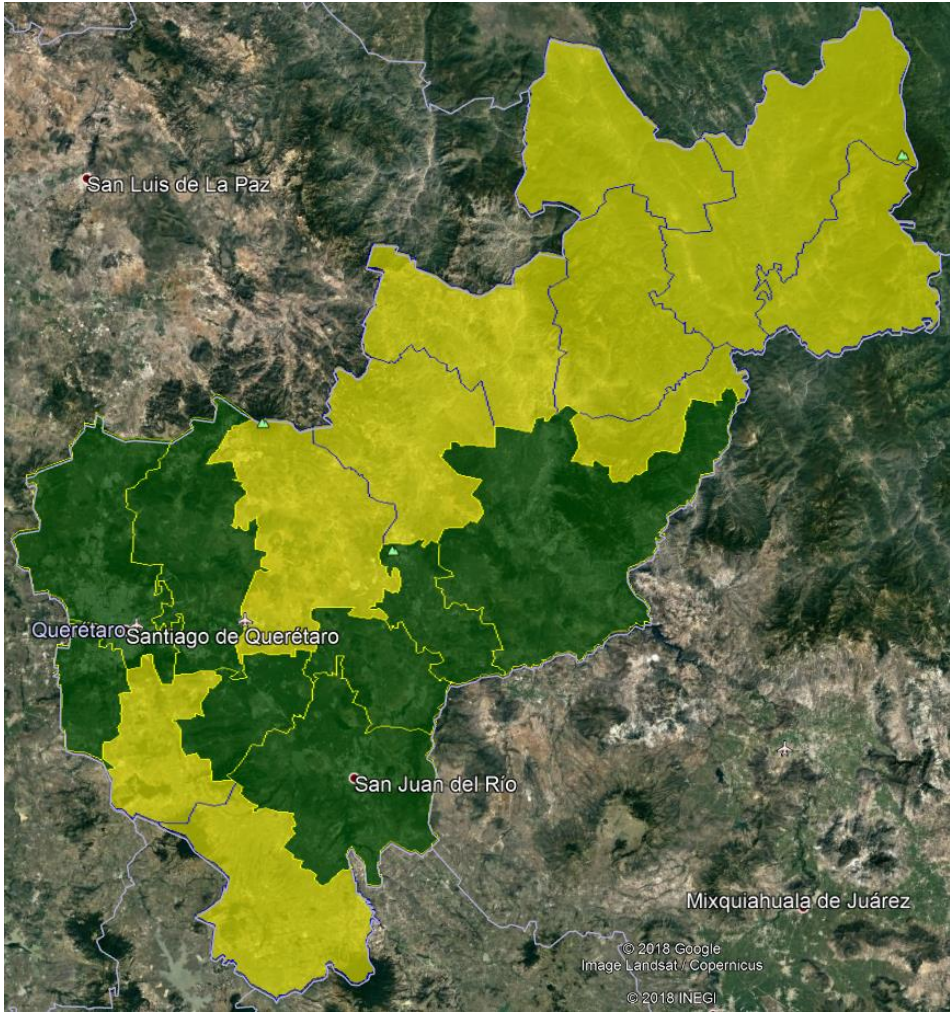 San Luis de La Paz
Querétaro
Santiago de Querétaro
San Juan del Río
Mixquiahuala de Juárez
© 2018 Google
Image Landsat / Copernicus
© 2018 INEGI